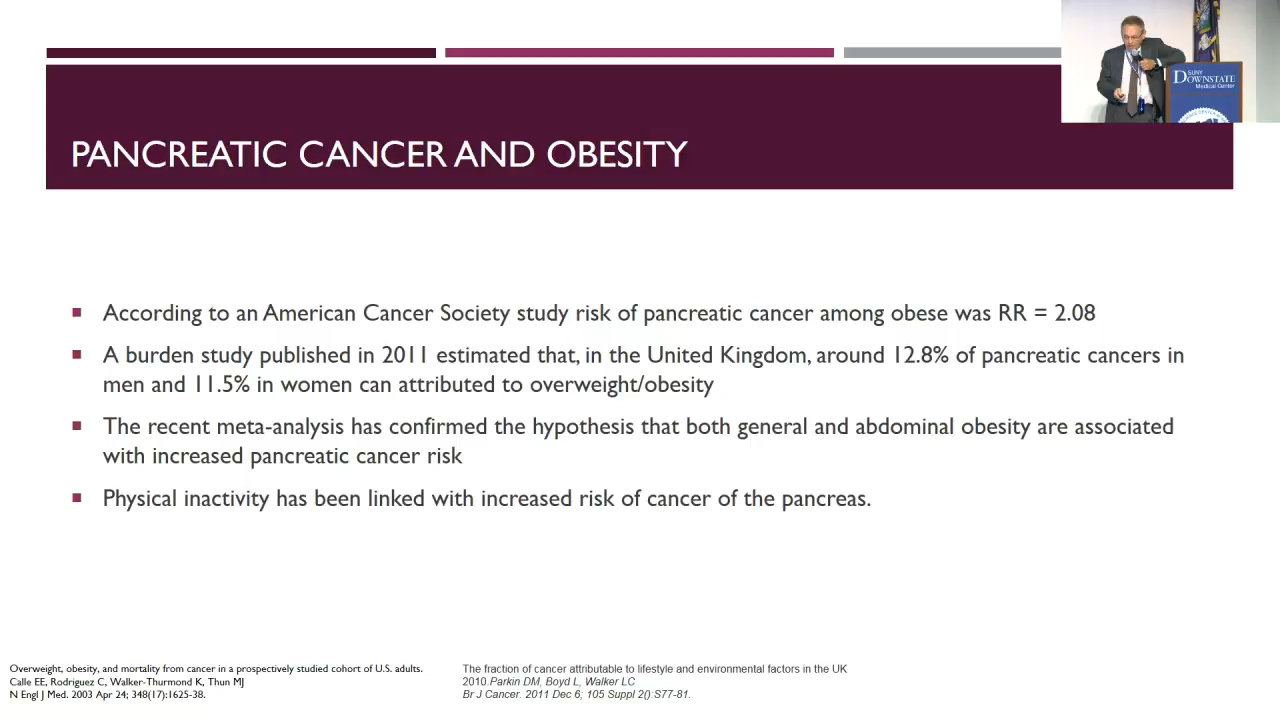 SUNY
DOWNSTATE
Medical Center
PANCREATIC CANCER AND OBESITY
According to an American Cancer Society study risk of pancreatic cancer among obese was RR = 2.08
A burden study published in 2011 estimated that, in the United Kingdom, around 12.8% of pancreatic cancers in
men and 11.5% in women can attributed to overweight/obesity
The recent meta-analysis has confirmed the hypothesis that both general and abdominal obesity are associated
with increased pancreatic cancer risk
Physical inactivity has been linked with increased risk of cancer of the pancreas.
Overweight, obesity, and mortality from cancer in a prospectively studied cohort of U.S. adults.
Calle EE, Rodriguez C, Walker-Thurmond K, Thun MJ
N Engl J Med. 2003 Apr 24; 348(17):1625-38.
The fraction of cancer attributable to lifestyle and environmental factors in the UK
2010.Parkin DM, Boyd L, Walker LC
Br J Cancer. 2011 Dec 6; 105 Suppl 2():S77-81.